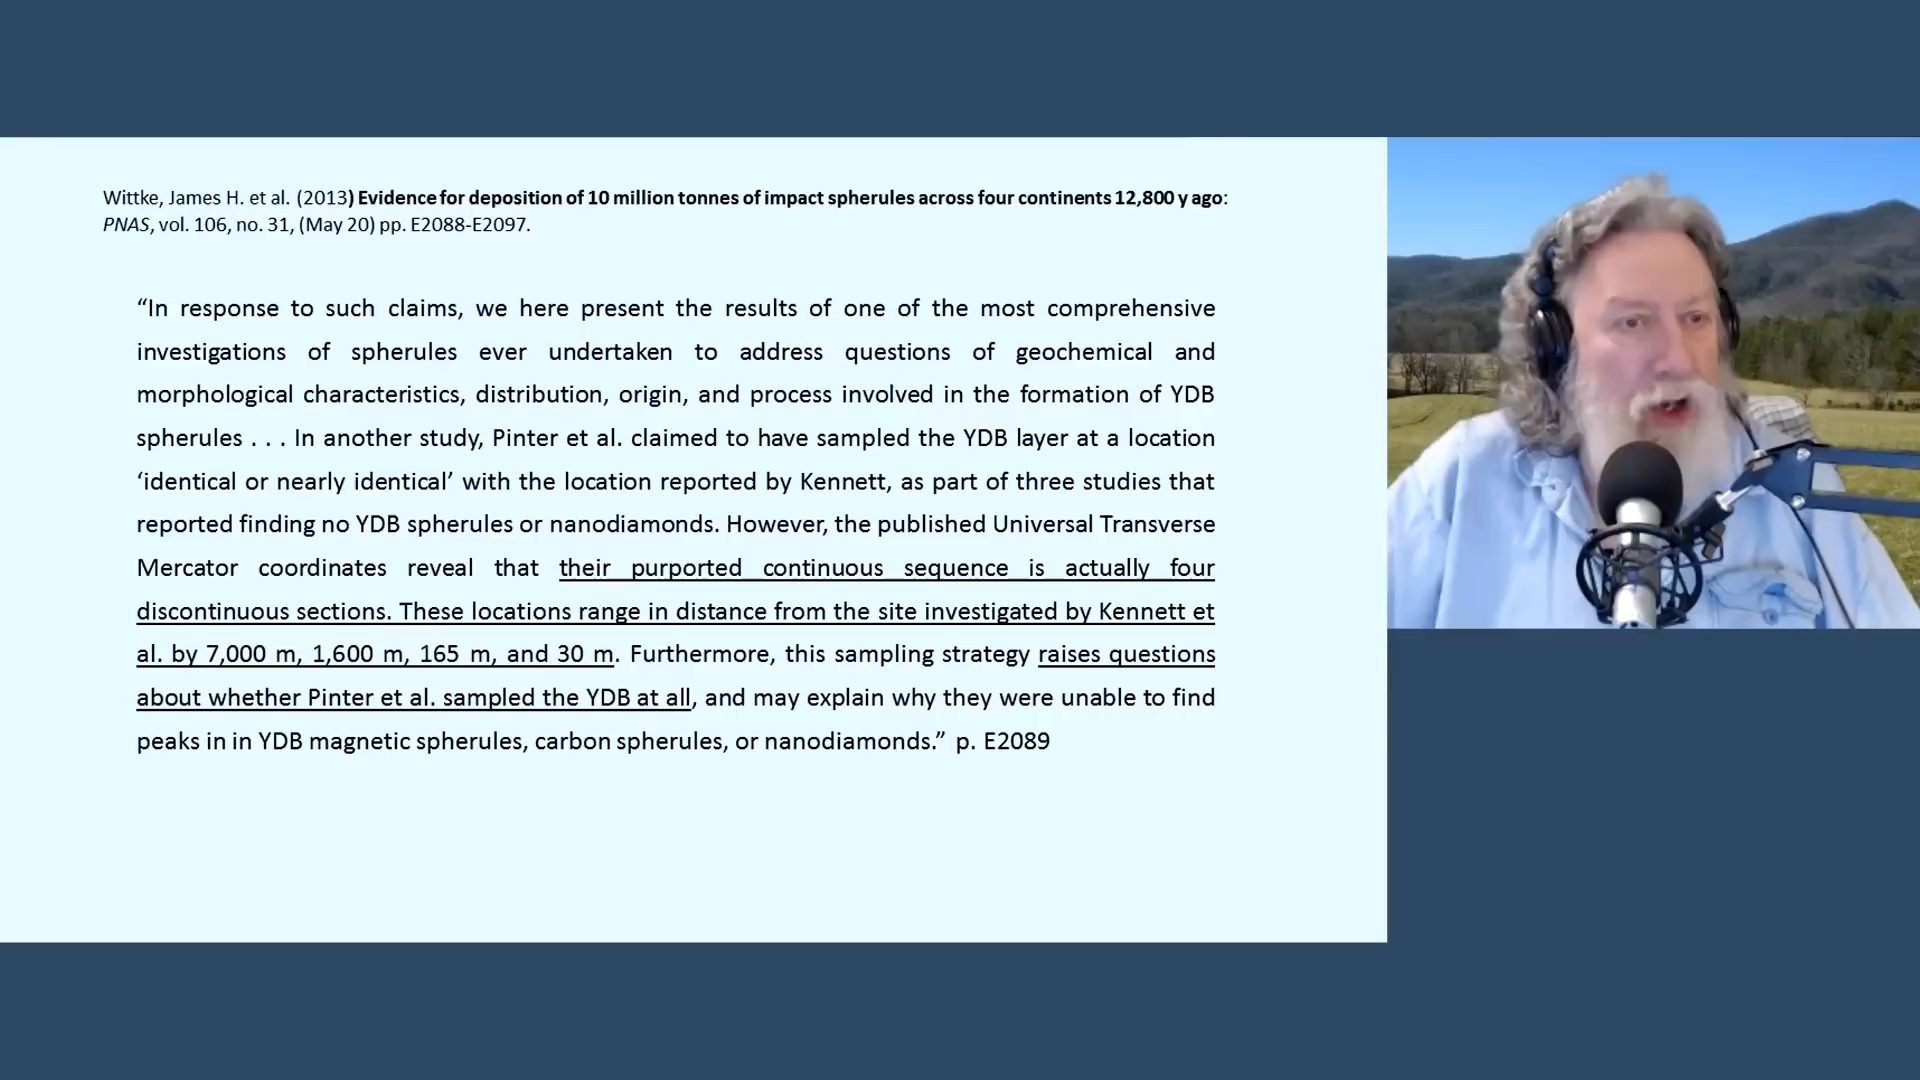 Wittke, James H. et al. (2013) Evidence for deposition of 10 million tonnes of impact spherules across four continents 12,800 y ago:
PNAS, vol. 106, no. 31, (May 20) pp. E2088-E2097.
“In response to such claims, we here present the results of one of the most comprehensive
investigations of spherules ever undertaken to address questions of geochemical and
morphological characteristics, distribution, origin, and process involved in the formation of YDB
spherules . . . In another study, Pinter et al. claimed to have sampled the YDB layer at a location
‘identical or nearly identical’ with the location reported by Kennett, as part of three studies that
reported finding no YDB spherules or nanodiamonds. However, the published Universal Transverse
Mercator coordinates reveal that their purported continuous sequence is actually four
discontinuous sections. These locations range in distance from the site investigated by Kennett et
al. by 7,000 m, 1,600 m, 165 m, and 30 m. Furthermore, this sampling strategy raises questions
about whether Pinter et al. sampled the YDB at all, and may explain why they were unable to find
peaks in in YDB magnetic spherules, carbon spherules, or nanodiamonds.” p. E2089